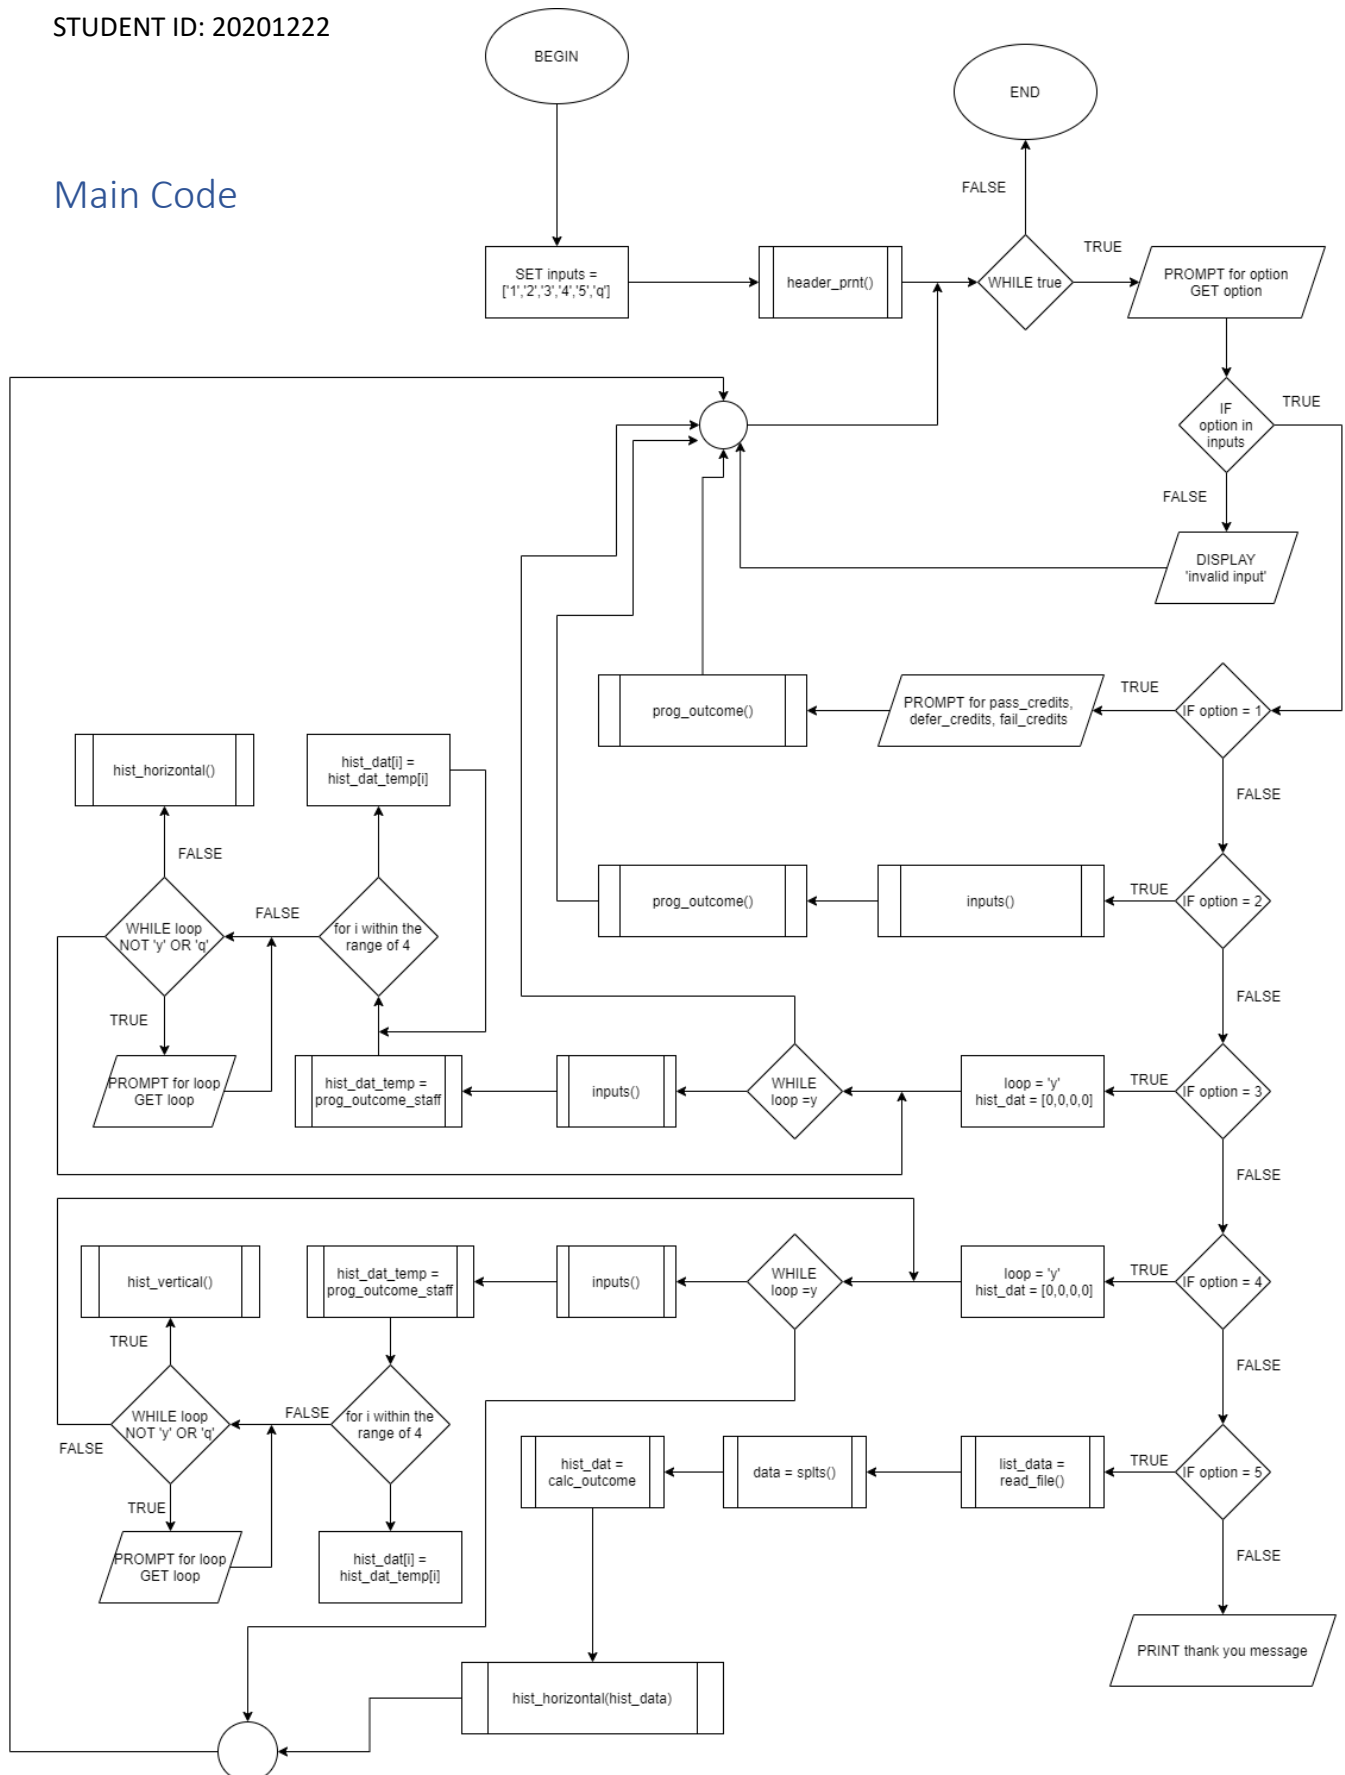 STUDENT ID: 20201222
BEGIN
END
Main Code
FALSE
TRUE
SET inputs =
['1','2','3','4','5','q']
header_prnt()
WHILE true
PROMPT for option
GET option
IF
option in
inputs
TRUE
FALSE
DISPLAY
'invalid input'
prog_outcome()
PROMPT for pass_credits,
defer_credits, fail_credits
TRUE
IF option = 1
FALSE
hist_horizontal()
hist_dat[i] =
hist_dat_temp[i]
FALSE
prog_outcome()
inputs()
TRUE
IF option = 2
FALSE
WHILE loop
NOT 'y' OR 'q'
FALSE
for i within the
range of 4
TRUE
PROMPT for loop
GET loop
hist_dat_temp =
prog_outcome_staff
inputs()
WHILE
loop =y
loop = 'y'
hist_dat = [0,0,0,0]
TRUE
IF option = 3
FALSE
hist_vertical()
hist_dat_temp =
prog_outcome_staff
inputs()
WHILE
loop =y
loop = 'y'
hist_dat = [0,0,0,0]
TRUE
IF option = 4
FALSE
TRUE
WHILE loop
NOT 'y' OR 'q'
FALSE
FALSE
for i within the
range of 4
TRUE
PROMPT for loop
GET loop
hist_dat[i] =
hist_dat_temp[i]
hist_dat =
calc_outcome
data = splts()
list_data =
read_file()
TRUE
IF option = 5
FALSE
PRINT thank you message
hist_horizontal(hist_data)